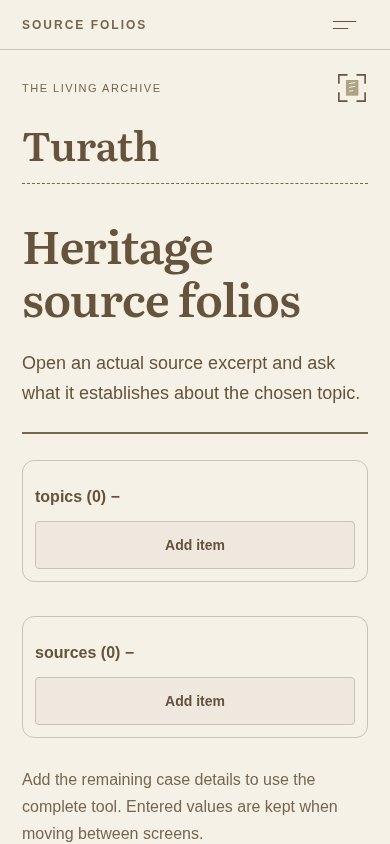 SOURCE FOLIOS
THE LIVING ARCHIVE
Turath
Heritage
source folios
Open an actual source excerpt and ask
what it establishes about the chosen topic.
topics (0) –
Add item
sources (0) –
Add item
Add the remaining case details to use the
complete tool. Entered values are kept when
moving between screens.